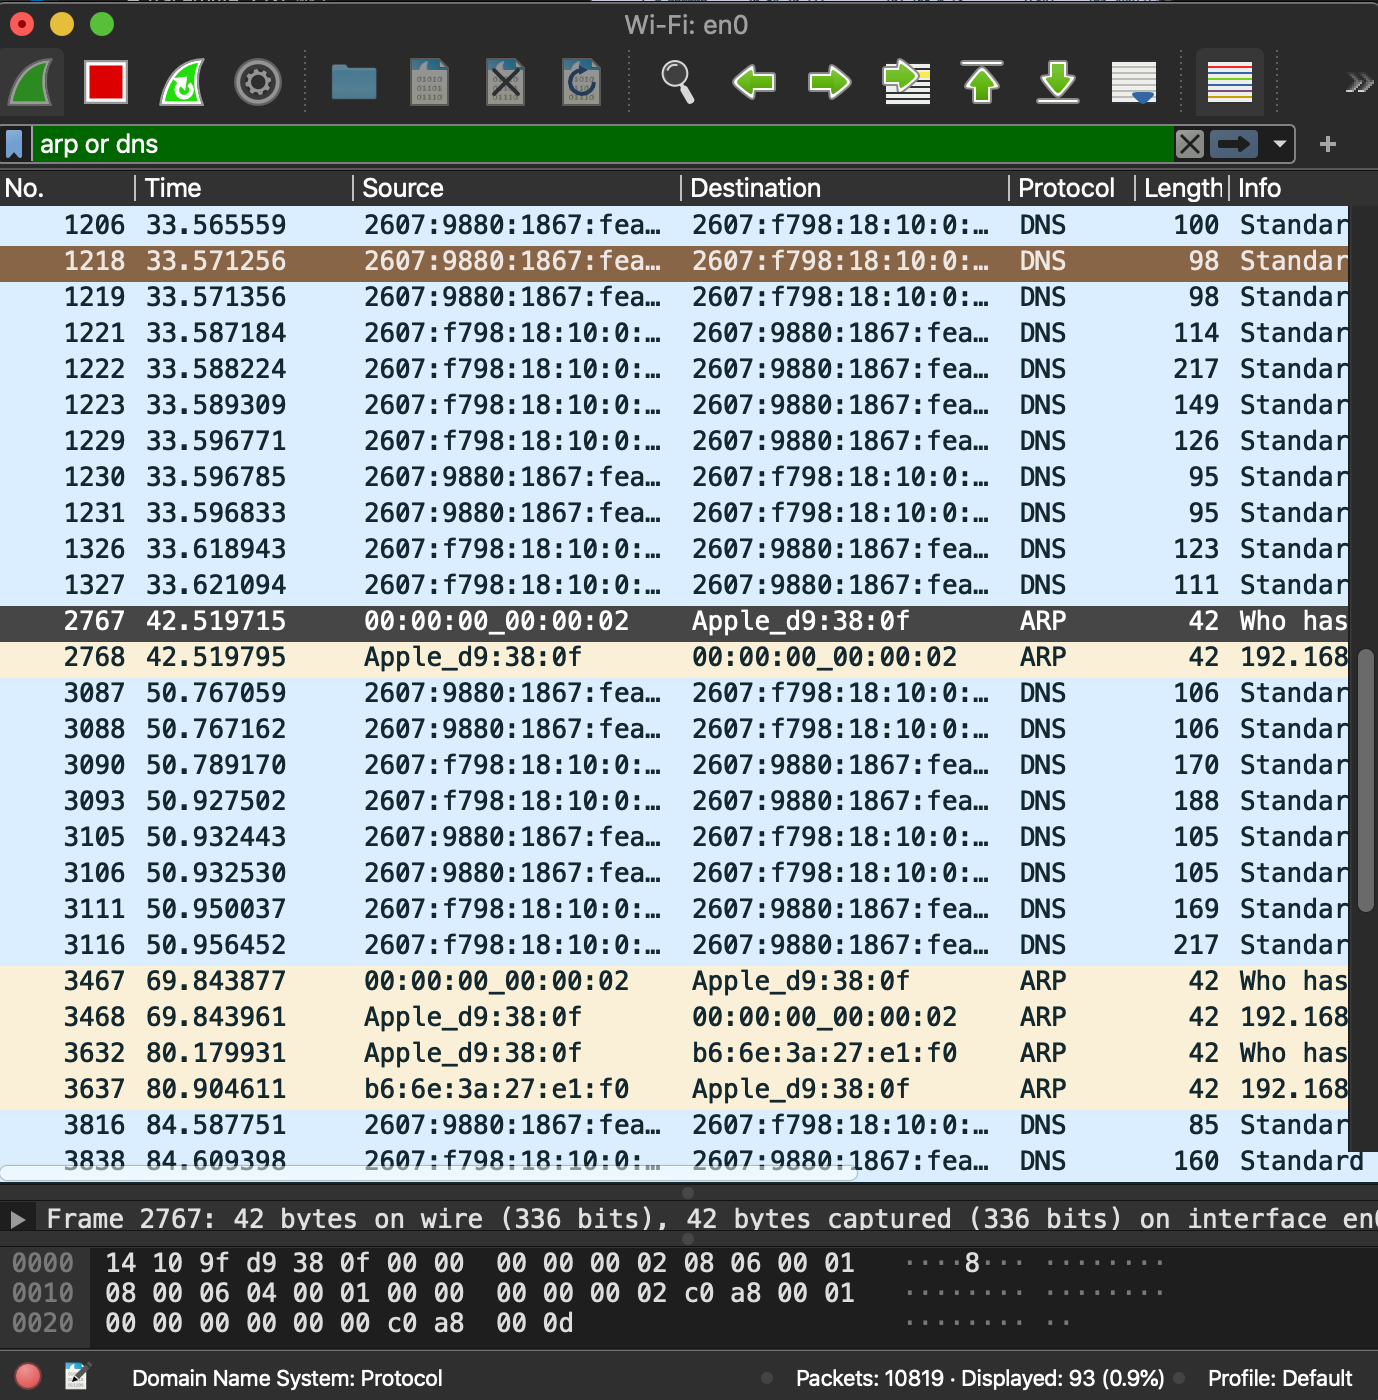 Wi-Fi: en0
arp or dns
No. Time Source Destination Protocol Length Info
1206 33.565559 2607:9880:1867:fea… 2607:f798:18:10:0:… DNS 100 Standar
1218 33.571256 2607:9880:1867:fea… 2607:f798:18:10:0:… DNS 98 Standar
1219 33.571356 2607:9880:1867:fea… 2607:f798:18:10:0:… DNS 98 Standar
1221 33.587184 2607:f798:18:10:0:… 2607:9880:1867:fea… DNS 114 Standar
1222 33.588224 2607:f798:18:10:0:… 2607:9880:1867:fea… DNS 217 Standar
1223 33.589309 2607:f798:18:10:0:… 2607:9880:1867:fea… DNS 149 Standar
1229 33.596771 2607:f798:18:10:0:… 2607:9880:1867:fea… DNS 126 Standar
1230 33.596785 2607:9880:1867:fea… 2607:f798:18:10:0:… DNS 95 Standar
1231 33.596833 2607:9880:1867:fea… 2607:f798:18:10:0:… DNS 95 Standar
1326 33.618943 2607:f798:18:10:0:… 2607:9880:1867:fea… DNS 123 Standar
1327 33.621094 2607:f798:18:10:0:… 2607:9880:1867:fea… DNS 111 Standar
2767 42.519715 00:00:00_00:00:02 Apple_d9:38:0f ARP 42 Who has
2768 42.519795 Apple_d9:38:0f 00:00:00_00:00:02 ARP 42 192.168
3087 50.767059 2607:9880:1867:fea… 2607:f798:18:10:0:… DNS 106 Standar
3088 50.767162 2607:9880:1867:fea… 2607:f798:18:10:0:… DNS 106 Standar
3090 50.789170 2607:f798:18:10:0:… 2607:9880:1867:fea… DNS 170 Standar
3093 50.927502 2607:f798:18:10:0:… 2607:9880:1867:fea… DNS 188 Standar
3105 50.932443 2607:9880:1867:fea… 2607:f798:18:10:0:… DNS 105 Standar
3106 50.932530 2607:9880:1867:fea… 2607:f798:18:10:0:… DNS 105 Standar
3111 50.950037 2607:f798:18:10:0:… 2607:9880:1867:fea… DNS 169 Standar
3116 50.956452 2607:f798:18:10:0:… 2607:9880:1867:fea… DNS 217 Standar
3467 69.843877 00:00:00_00:00:02 Apple_d9:38:0f ARP 42 Who has
3468 69.843961 Apple_d9:38:0f 00:00:00_00:00:02 ARP 42 192.168
3632 80.179931 Apple_d9:38:0f b6:6e:3a:27:e1:f0 ARP 42 Who has
3637 80.904611 b6:6e:3a:27:e1:f0 Apple_d9:38:0f ARP 42 192.168
3816 84.587751 2607:9880:1867:fea… 2607:f798:18:10:0:… DNS 85 Standar
3838 84.609398 2607:f798:18:10:0:… 2607:9880:1867:fea… DNS 160 Standard
Frame 2767: 42 bytes on wire (336 bits), 42 bytes captured (336 bits) on interface en0
0000 14 10 9f d9 38 0f 00 00 00 00 00 02 08 06 00 01 ····8··· ········
0010 08 00 06 04 00 01 00 00 00 00 00 02 c0 a8 00 01 ········ ········
0020 00 00 00 00 00 00 c0 a8 00 0d ········ ··
Domain Name System: Protocol Packets: 10819 · Displayed: 93 (0.9%) Profile: Default